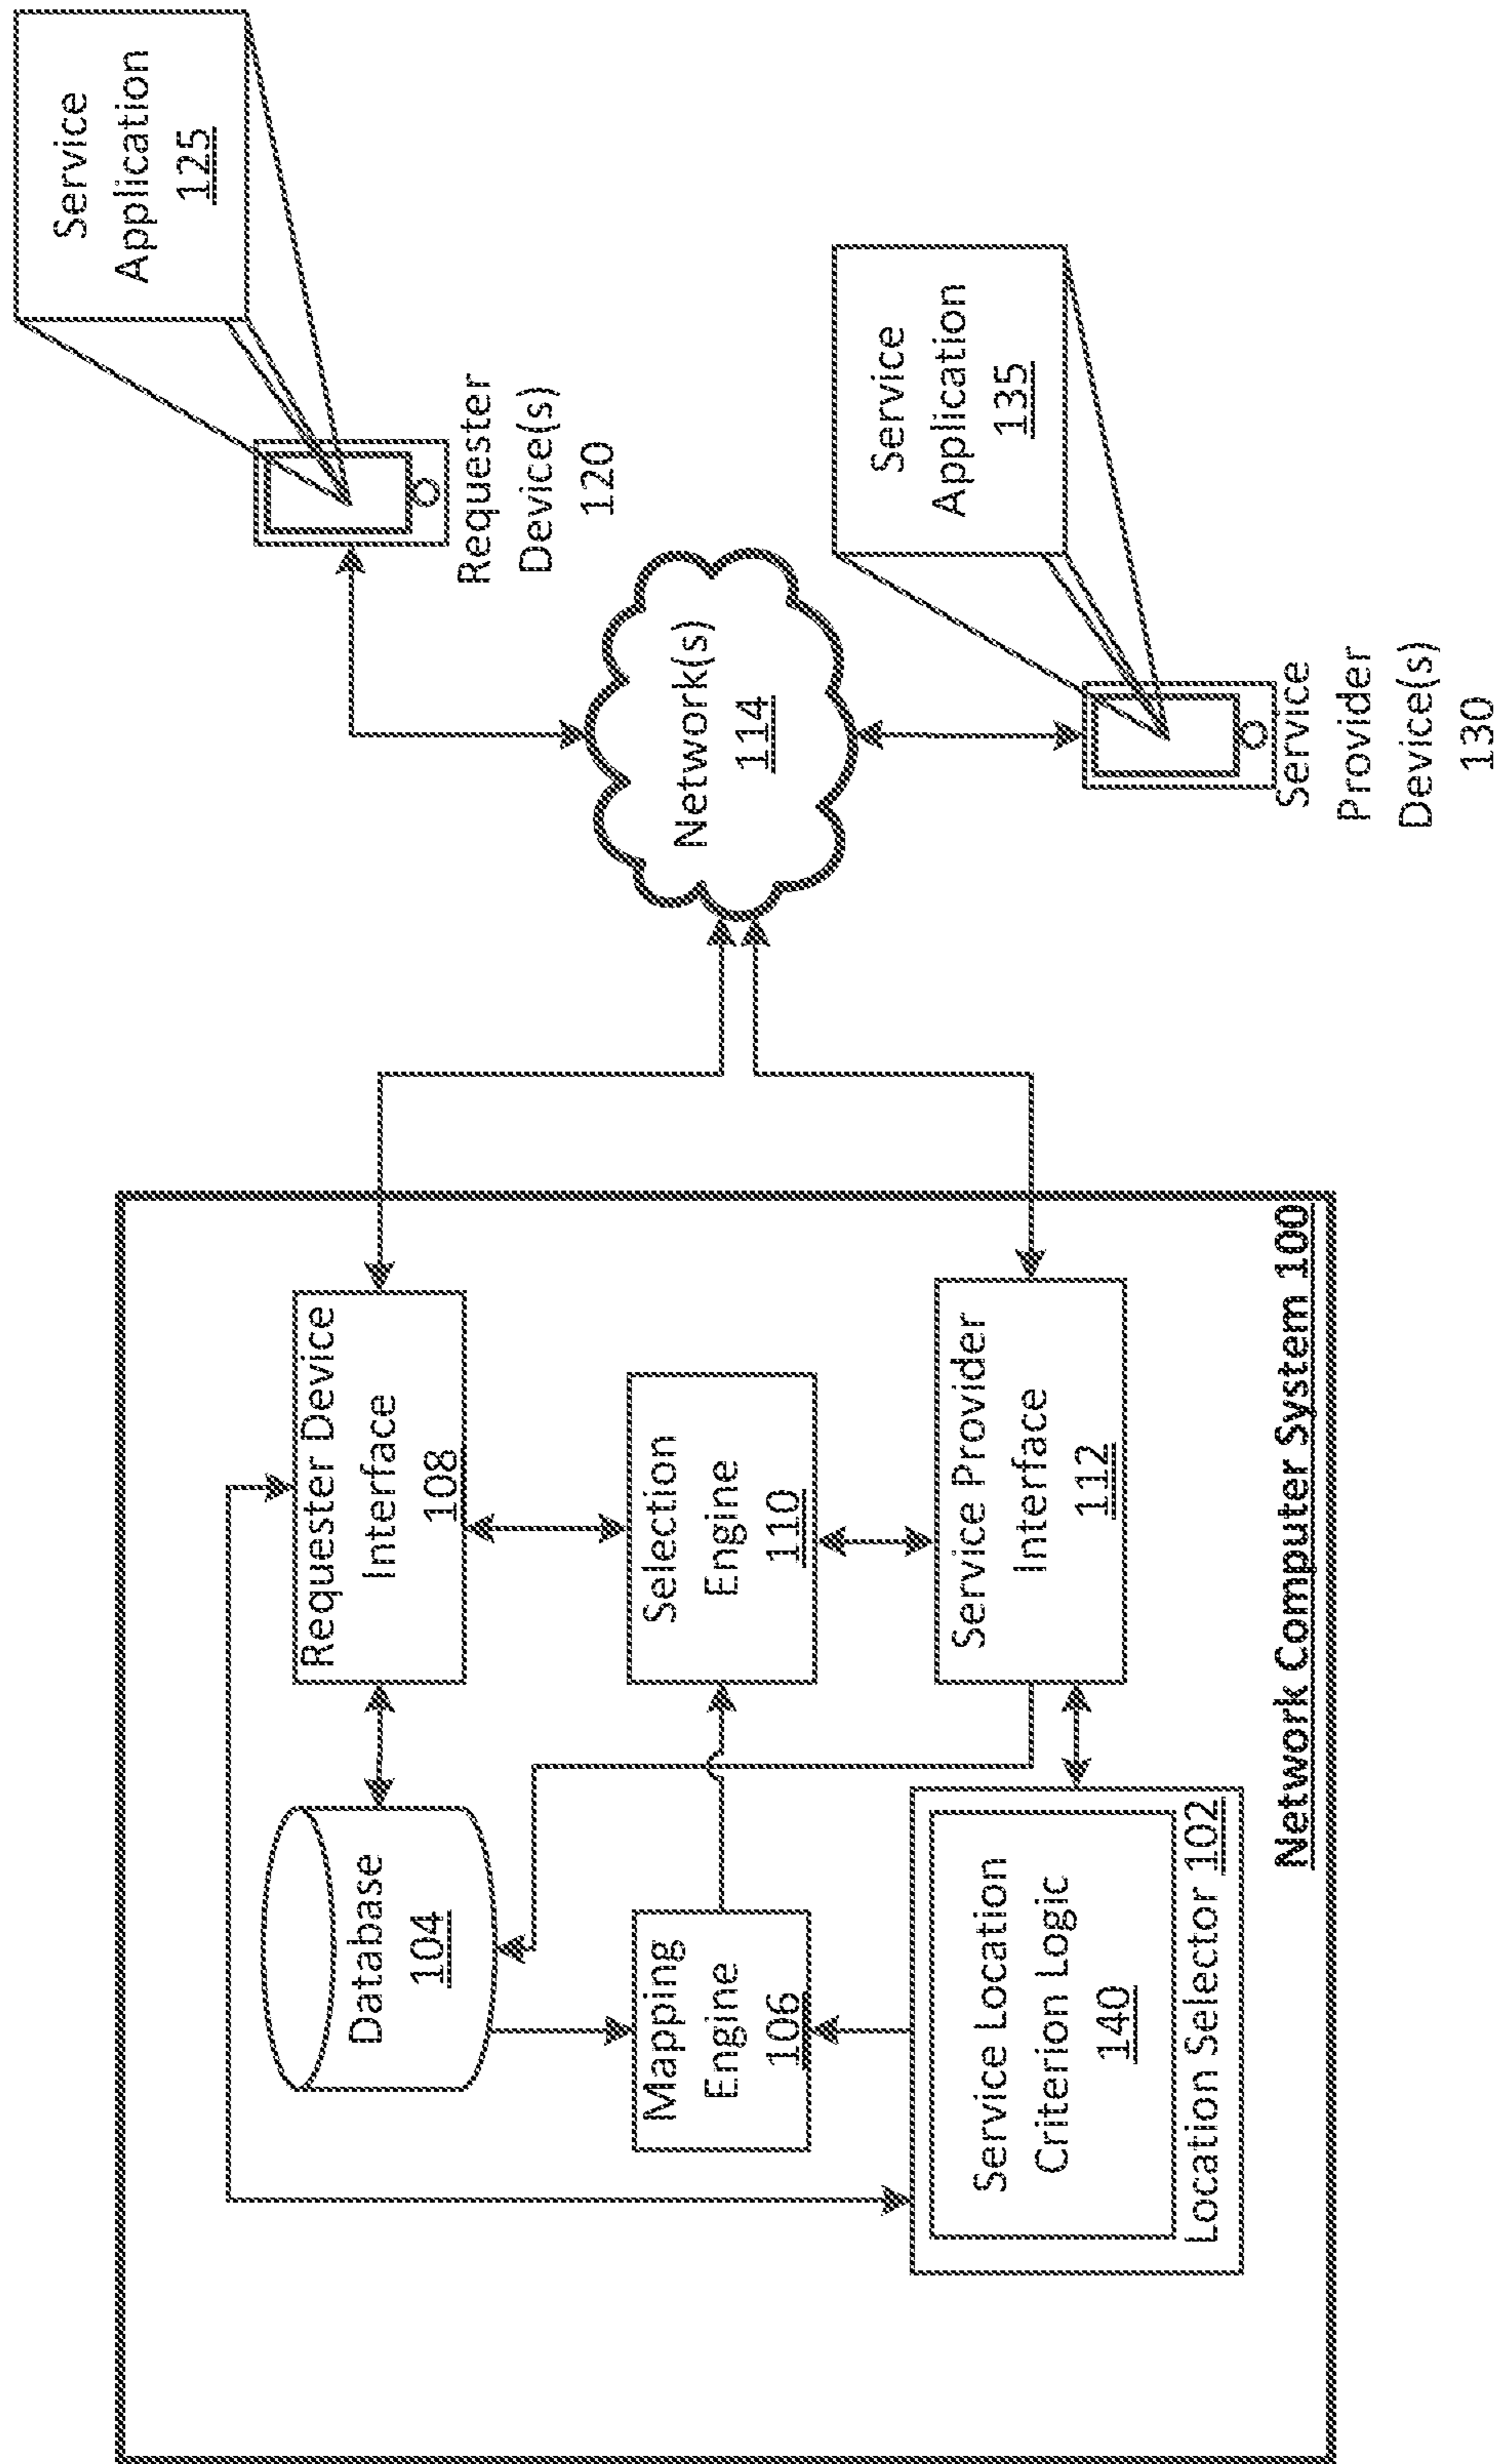 Service
Application
125
Requester
Device(s)
120
Network(s)
114
Service
Application
135
Service
Provider
Device(s)
130
Database
104
Requester Device
Interface
108
Mapping
Engine
106
Selection
Engine
110
Service Location
Criterion Logic
140
Location Selector 102
Service Provider
Interface
112
Network Computer System 100